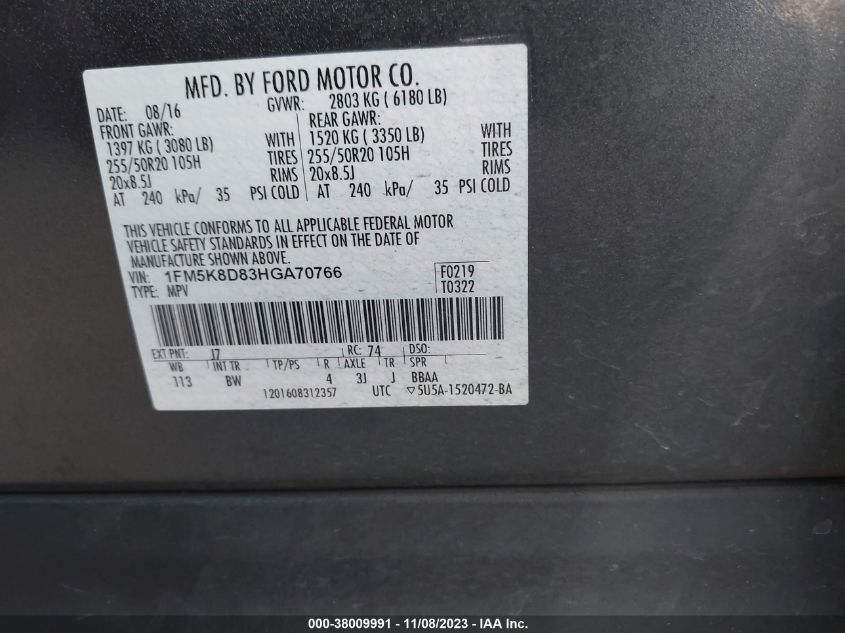 MFD. BY FORD MOTOR CO.
DATE: 08/16 GVWR: 2803 KG ( 6180 LB)
FRONT GAWR: REAR GAWR:
1397 KG ( 3080 LB) WITH 1520 KG ( 3350 LB) WITH
255/50R20 105H TIRES 255/50R20 105H TIRES
20x8.5J RIMS 20x8.5J RIMS
AT 240 kPa/ 35 PSI COLD AT 240 kPa/ 35 PSI COLD
THIS VEHICLE CONFORMS TO ALL APPLICABLE FEDERAL MOTOR
VEHICLE SAFETY STANDARDS IN EFFECT ON THE DATE OF
MANUFACTURE SHOWN ABOVE.
VIN: 1FM5K8D83HGA70766 F0219
TYPE: MPV T0322
EXT PNT: J7 RC: 74 DSO:
WB INT TR TP/PS R AXLE TR SPR
113 BW 4 3J J BBAA
1201608312357 UTC ▽5U5A-1520472-BA
000-38009991 - 11/08/2023 - IAA Inc.